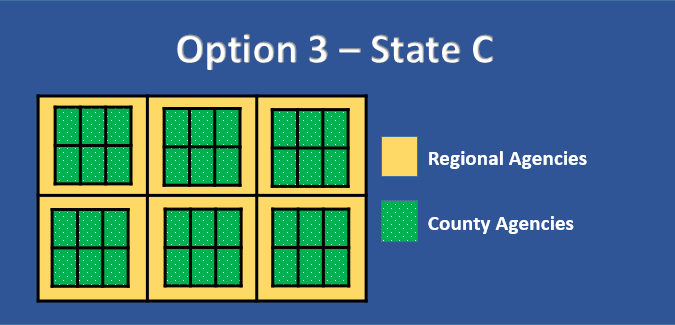 Option 3 – State C
Regional Agencies
County Agencies